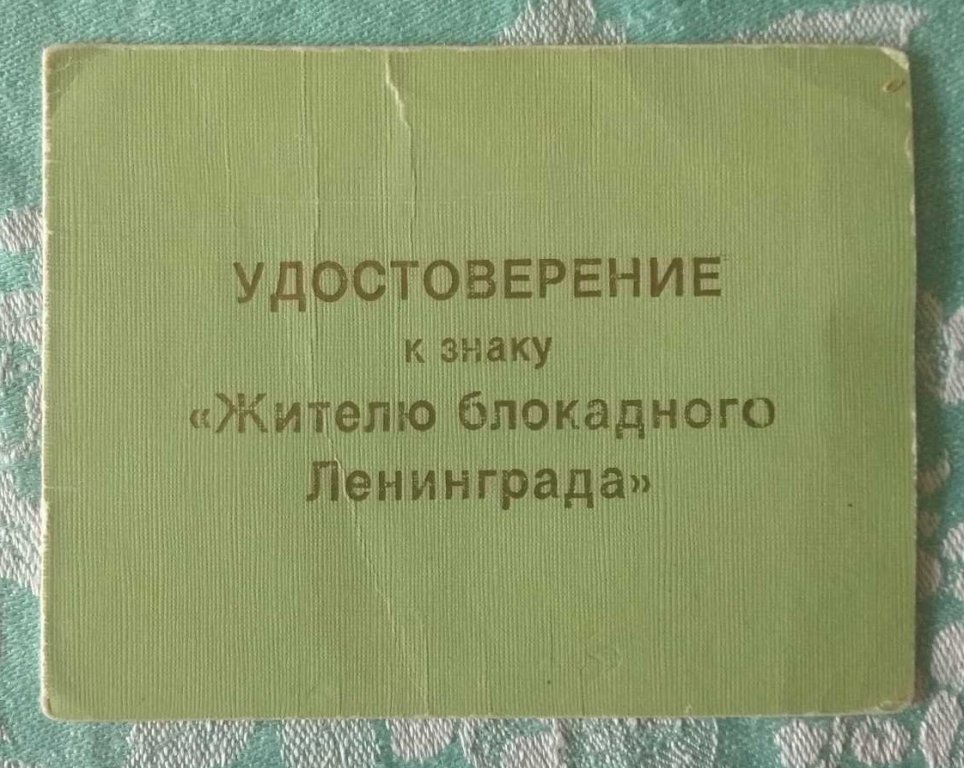 УДОСТОВЕРЕНИЕ
к знаку
«Жителю блокадного
Ленинграда»